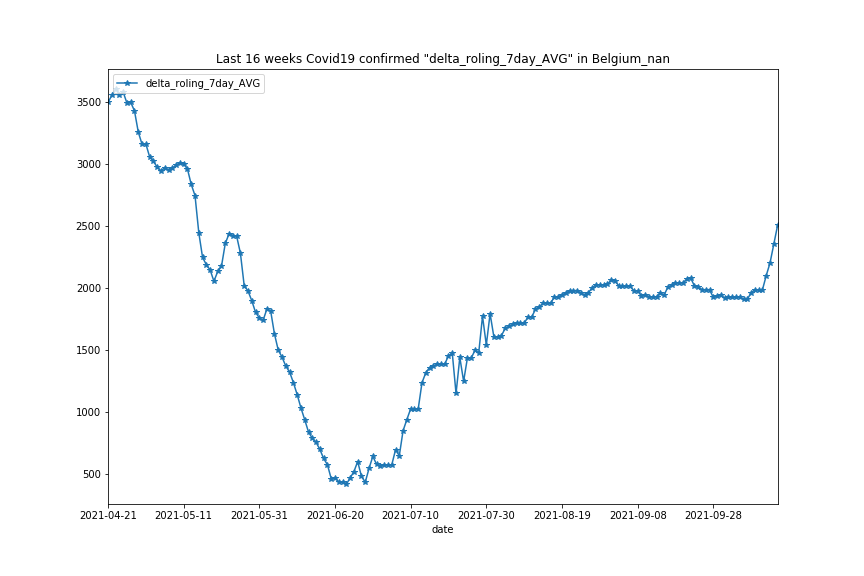 Last 16 weeks Covid19 confirmed "delta_roling_7day_AVG" in Belgium_nan
delta_roling_7day_AVG
3500
3000
2500
2000
1500
1000
500
2021-04-21 2021-05-11 2021-05-31 2021-06-20 2021-07-10 2021-07-30 2021-08-19 2021-09-08 2021-09-28
date